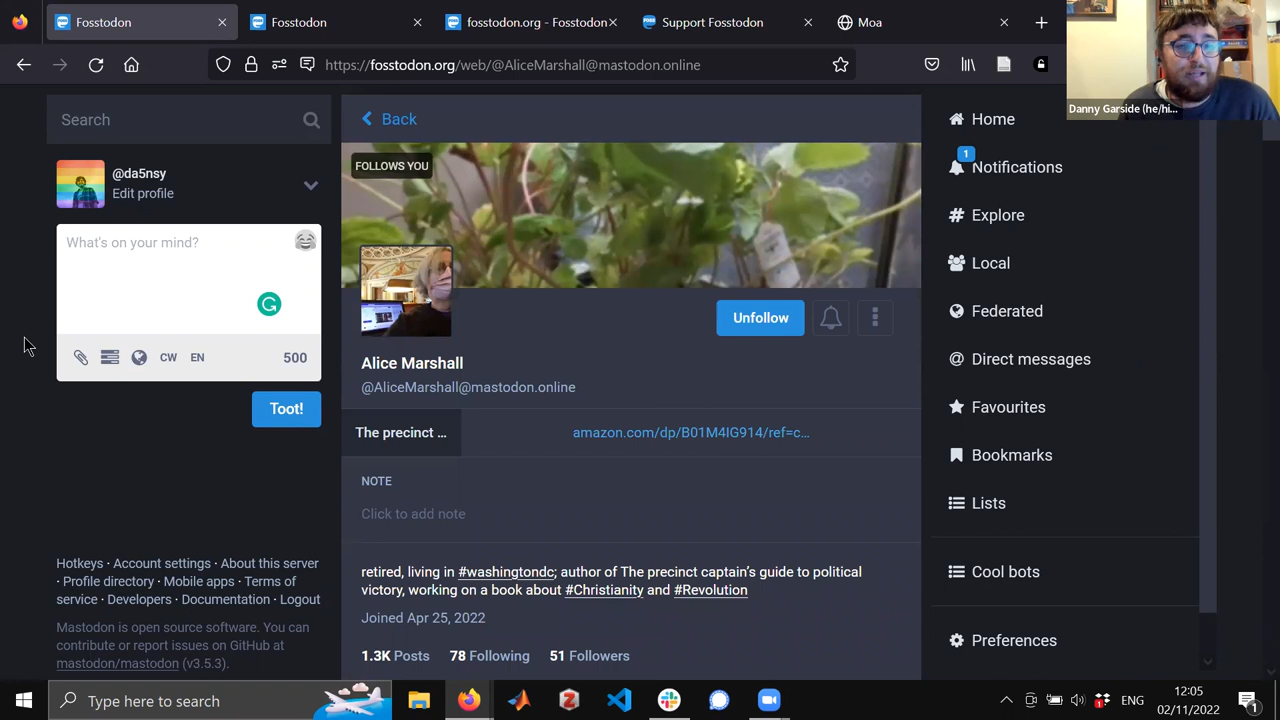 Fosstodon
Fosstodon
fosstodon.org - Fosstodon
Support Fosstodon
Moa
https://fosstodon.org/web/@AliceMarshall@mastodon.online
Danny Garside (he/hi...
Search
@da5nsy
Edit profile
What's on your mind?
CW
EN
500
Toot!
Hotkeys · Account settings · About this server
· Profile directory · Mobile apps · Terms of
service · Developers · Documentation · Logout
Mastodon is open source software. You can
contribute or report issues on GitHub at
mastodon/mastodon (v3.5.3).
Back
FOLLOWS YOU
Unfollow
Alice Marshall
@AliceMarshall@mastodon.online
The precinct ...
amazon.com/dp/B01M4IG914/ref=c...
NOTE
Click to add note
retired, living in #washingtondc; author of The precinct captain's guide to political
victory, working on a book about #Christianity and #Revolution
Joined Apr 25, 2022
1.3K Posts
78 Following
51 Followers
Home
1
Notifications
Explore
Local
Federated
Direct messages
Favourites
Bookmarks
Lists
Cool bots
Preferences
Type here to search
ENG
12:05
02/11/2022
1